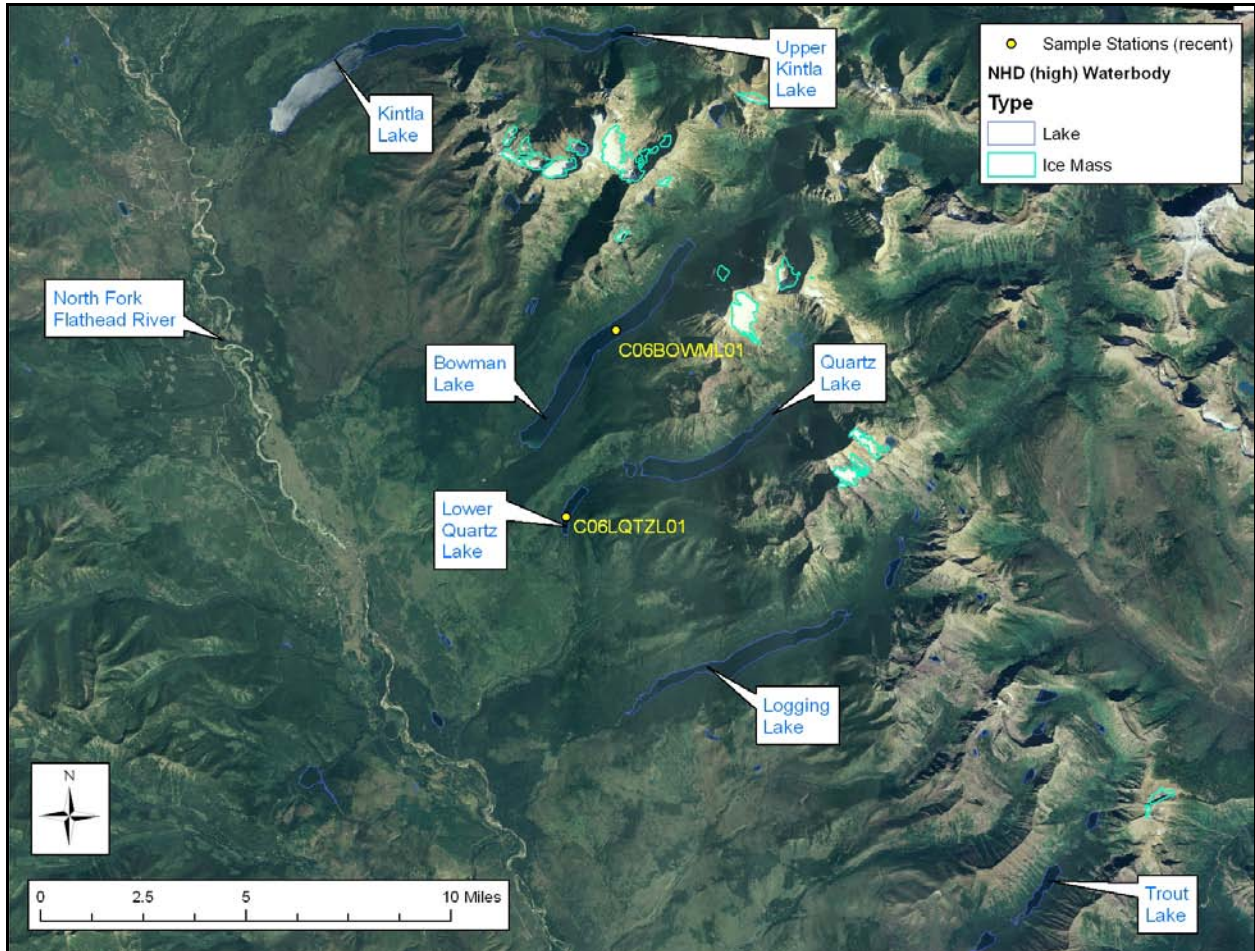 Upper
Kintla
Lake
Kintla
Lake
Sample Stations (recent)
NHD (high) Waterbody
Type
Lake
Ice Mass
North Fork
Flathead River
C06BOWML01
Bowman
Lake
Quartz
Lake
Lower
Quartz
Lake
C06LQTZL01
Logging
Lake
N
0 2.5 5 10 Miles
Trout
Lake